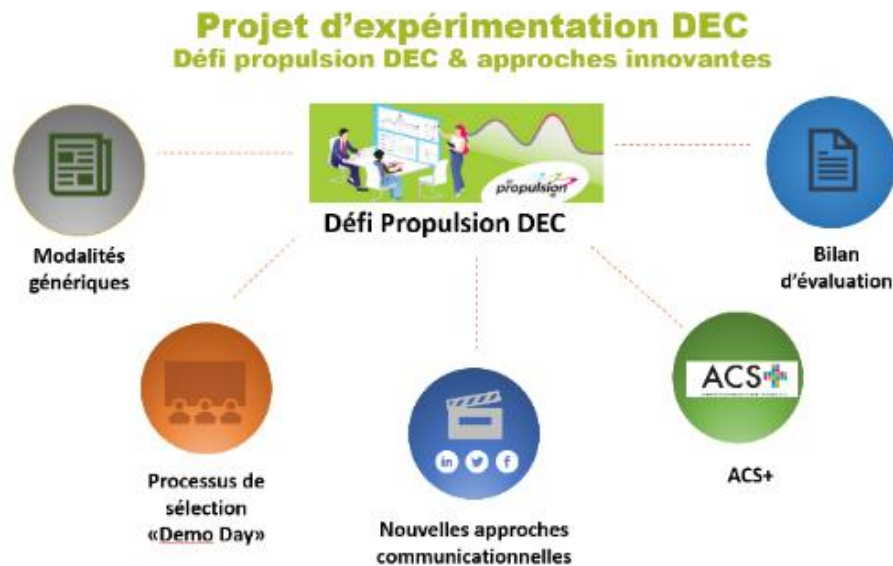 Projet d'expérimentation DEC
Défi propulsion DEC & approches innovantes
propulsion
Défi Propulsion DEC
Modalités
génériques
Bilan
d'évaluation
Processus de
sélection
«Demo Day»
in
f
Nouvelles approches
communicationnelles
ACS+
ACS+